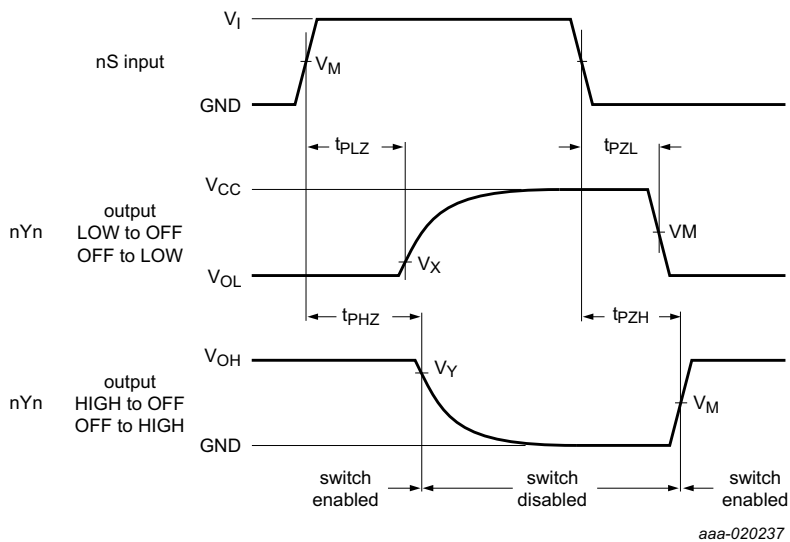 VI
nS input
VM
GND
tPLZ
tPZL
VCC
output
nYn
LOW to OFF
OFF to LOW
VM
VX
VOL
tPHZ
tPZH
VOH
VY
output
nYn
HIGH to OFF
OFF to HIGH
VM
GND
switch
enabled
switch
disabled
switch
enabled
aaa-020237